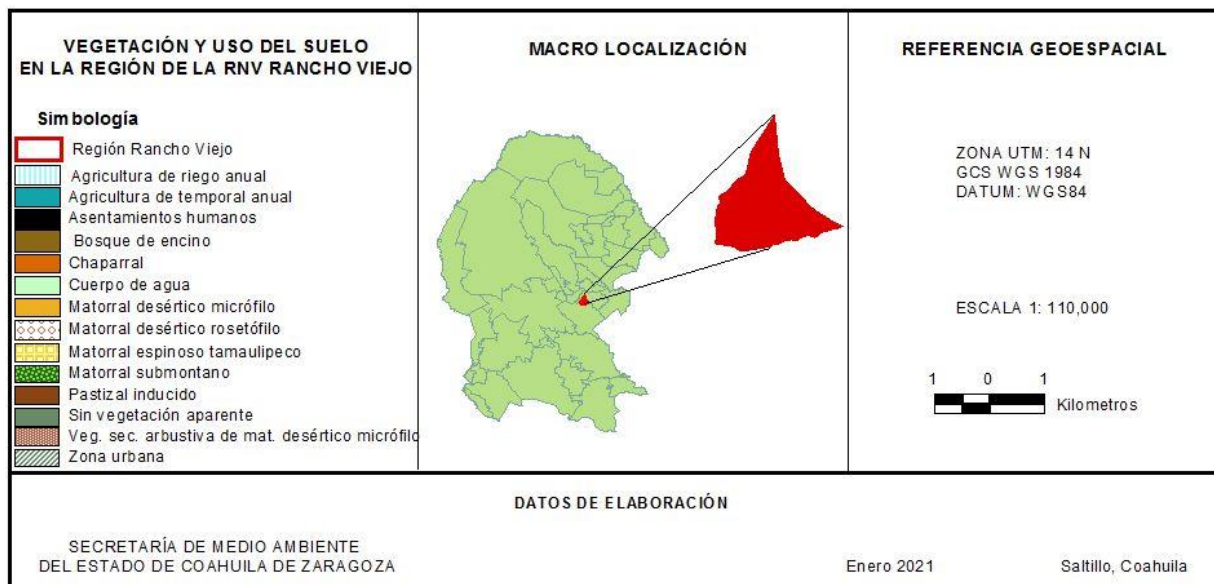 VEGETACIÓN Y USO DEL SUELO
EN LA REGIÓN DE LA RNV RANCHO VIEJO
Simbología
Región Rancho Viejo
Agricultura de riego anual
Agricultura de temporal anual
Asentamientos humanos
Bosque de encino
Chaparral
Cuerpo de agua
Matorral desértico micrófilo
Matorral desértico rosetófilo
Matorral espinoso tamaulipeco
Matorral submontano
Pastizal inducido
Sin vegetación aparente
Veg. sec. arbustiva de mat. desértico micrófilo
Zona urbana
MACRO LOCALIZACIÓN
REFERENCIA GEOESPACIAL
ZONA UTM: 14 N
GCS WGS 1984
DATUM: WGS84
ESCALA 1: 110,000
1 0 1
Kilometros
DATOS DE ELABORACIÓN
SECRETARÍA DE MEDIO AMBIENTE
DEL ESTADO DE COAHUILA DE ZARAGOZA
Enero 2021
Saltillo, Coahuila